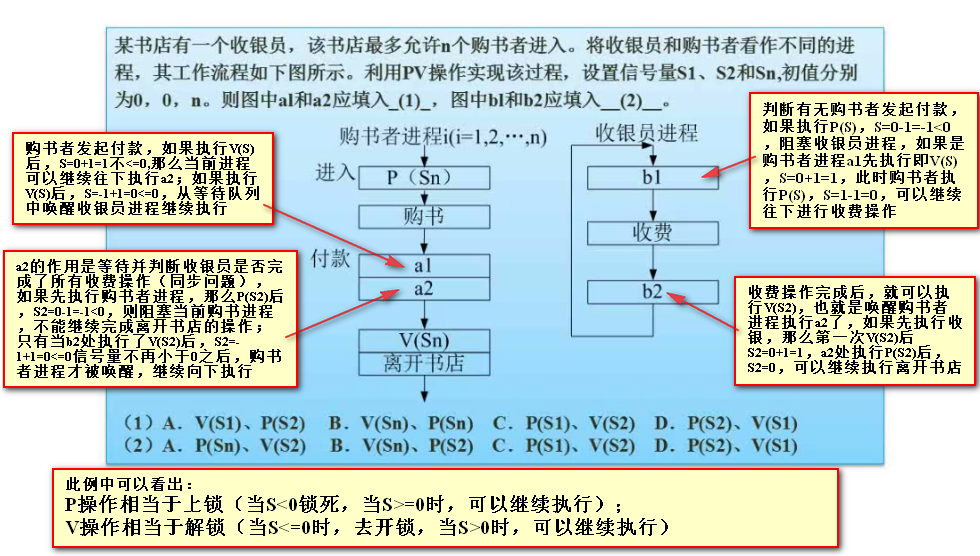 某书店有一个收银员，该书店最多允许n个购书者进入。将收银员和购书者看作不同的进
程，其工作流程如下图所示。利用PV操作实现该过程，设置信号量S1、S2和Sn,初值分别
为0，0，n。则图中al和a2应填入_(1)_，图中bl和b2应填入__(2)__。
购书者进程i(i=1,2,…,n)
收银员进程
进入
P（Sn）
购书
付款
a1
a2
V(Sn)
离开书店
b1
收费
b2
购书者发起付款，如果执行V(S)
后，S=0+1=1不<=0,那么当前进程
可以继续往下执行a2；如果执行
V(S)后，S=-1+1=0<=0，从等待队列
中唤醒收银员进程继续执行
a2的作用是等待并判断收银员是否完
成了所有收费操作（同步问题），
如果先执行购书者进程，那么P(S2)后
，S2=0-1=-1<0，则阻塞当前购书进程
，不能继续完成离开书店的操作；
只有当b2处执行了V(S2)后，S2=-
1+1=0<=0信号量不再小于0之后，购书
者进程才被唤醒，继续向下执行
判断有无购书者发起付款，
如果执行P(S)，S=0-1=-1<0
，阻塞收银员进程，如果是
购书者进程a1先执行即V(S)
，S=0+1=1，此时购书者执
行P(S)，S=1-1=0，可以继续
往下进行收费操作
收费操作完成后，就可以执
行V(S2)，也就是唤醒购书者
进程执行a2了，如果先执行收
银，那么第一次V(S2)后
S2=0+1=1，a2处执行P(S2)后，
S2=0，可以继续执行离开书店
（1）A．V(S1)、P(S2) B．V(Sn)、P(Sn) C．P(S1)、V(S2) D．P(S2)、V(S1)
（2）A．P(Sn)、V(S2) B．V(Sn)、P(S2) C．P(S1)、V(S2) D．P(S2)、V(S1)
此例中可以看出：
P操作相当于上锁（当S<0锁死，当S>=0时，可以继续执行）；
V操作相当于解锁（当S<=0时，去开锁，当S>0时，可以继续执行）